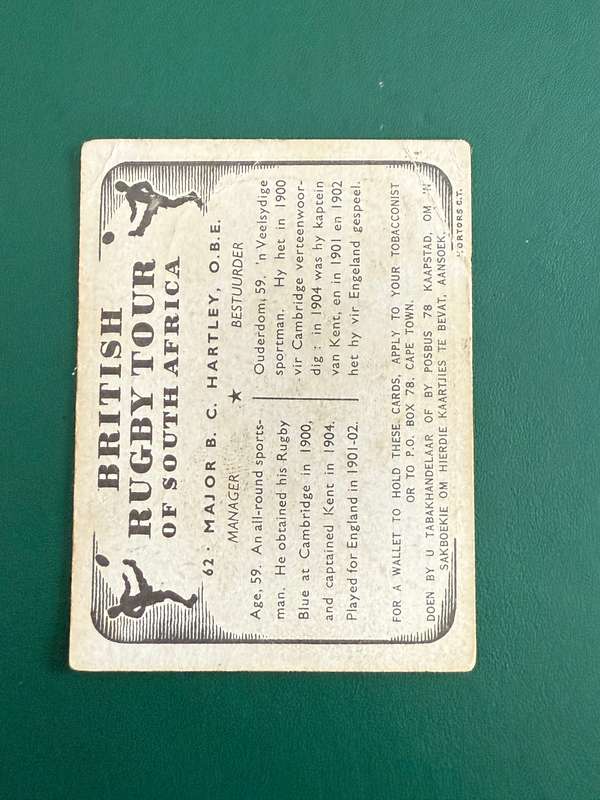 BRITISH
RUGBY TOUR
OF SOUTH AFRICA
62 · MAJOR B. C. HARTLEY, O.B.E.
MANAGER ★ BESTUURDER
Age, 59. An all-round sports-
man. He obtained his Rugby
Blue at Cambridge in 1900,
and captained Kent in 1904.
Played for England in 1901-02.
Ouderdom, 59. 'n Veelsydige
sportman. Hy het in 1900
vir Cambridge verteenwoor-
dig : in 1904 was hy kaptein
van Kent, en in 1901 en 1902
het hy vir Engeland gespeel.
FOR A WALLET TO HOLD THESE CARDS, APPLY TO YOUR TOBACCONIST
OR TO P.O. BOX 78, CAPE TOWN.
DOEN BY U TABAKHANDELAAR OF BY POSBUS 78 KAAPSTAD, OM 'N
SAKBOEKIE OM HIERDIE KAARTJIES TE BEVAT, AANSOEK.
C.T.